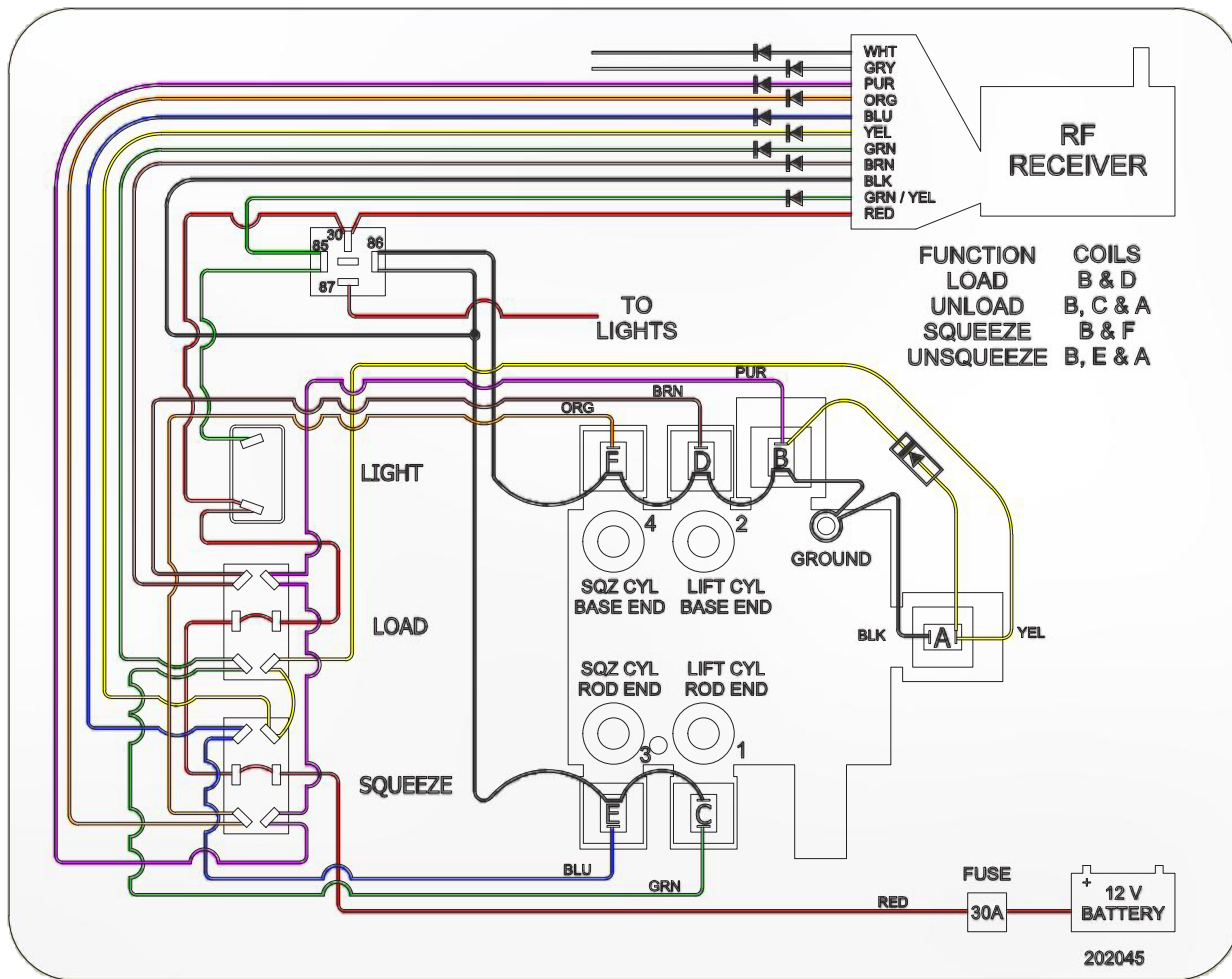 WHT
GRY
PUR
ORG
BLU
YEL
GRN
BRN
BLK
GRN / YEL
RED
RF
RECEIVER
30
85
86
87
TO
LIGHTS
FUNCTION COILS
LOAD B & D
UNLOAD B, C & A
SQUEEZE B & F
UNSQUEEZE B, E & A
PUR
BRN
ORG
LIGHT
F
D
B
4
2
GROUND
SQZ CYL
BASE END
LIFT CYL
BASE END
LOAD
BLK
A
YEL
SQZ CYL
ROD END
LIFT CYL
ROD END
3
1
SQUEEZE
E
C
BLU
GRN
RED
FUSE
30A
+
12 V
BATTERY
202045